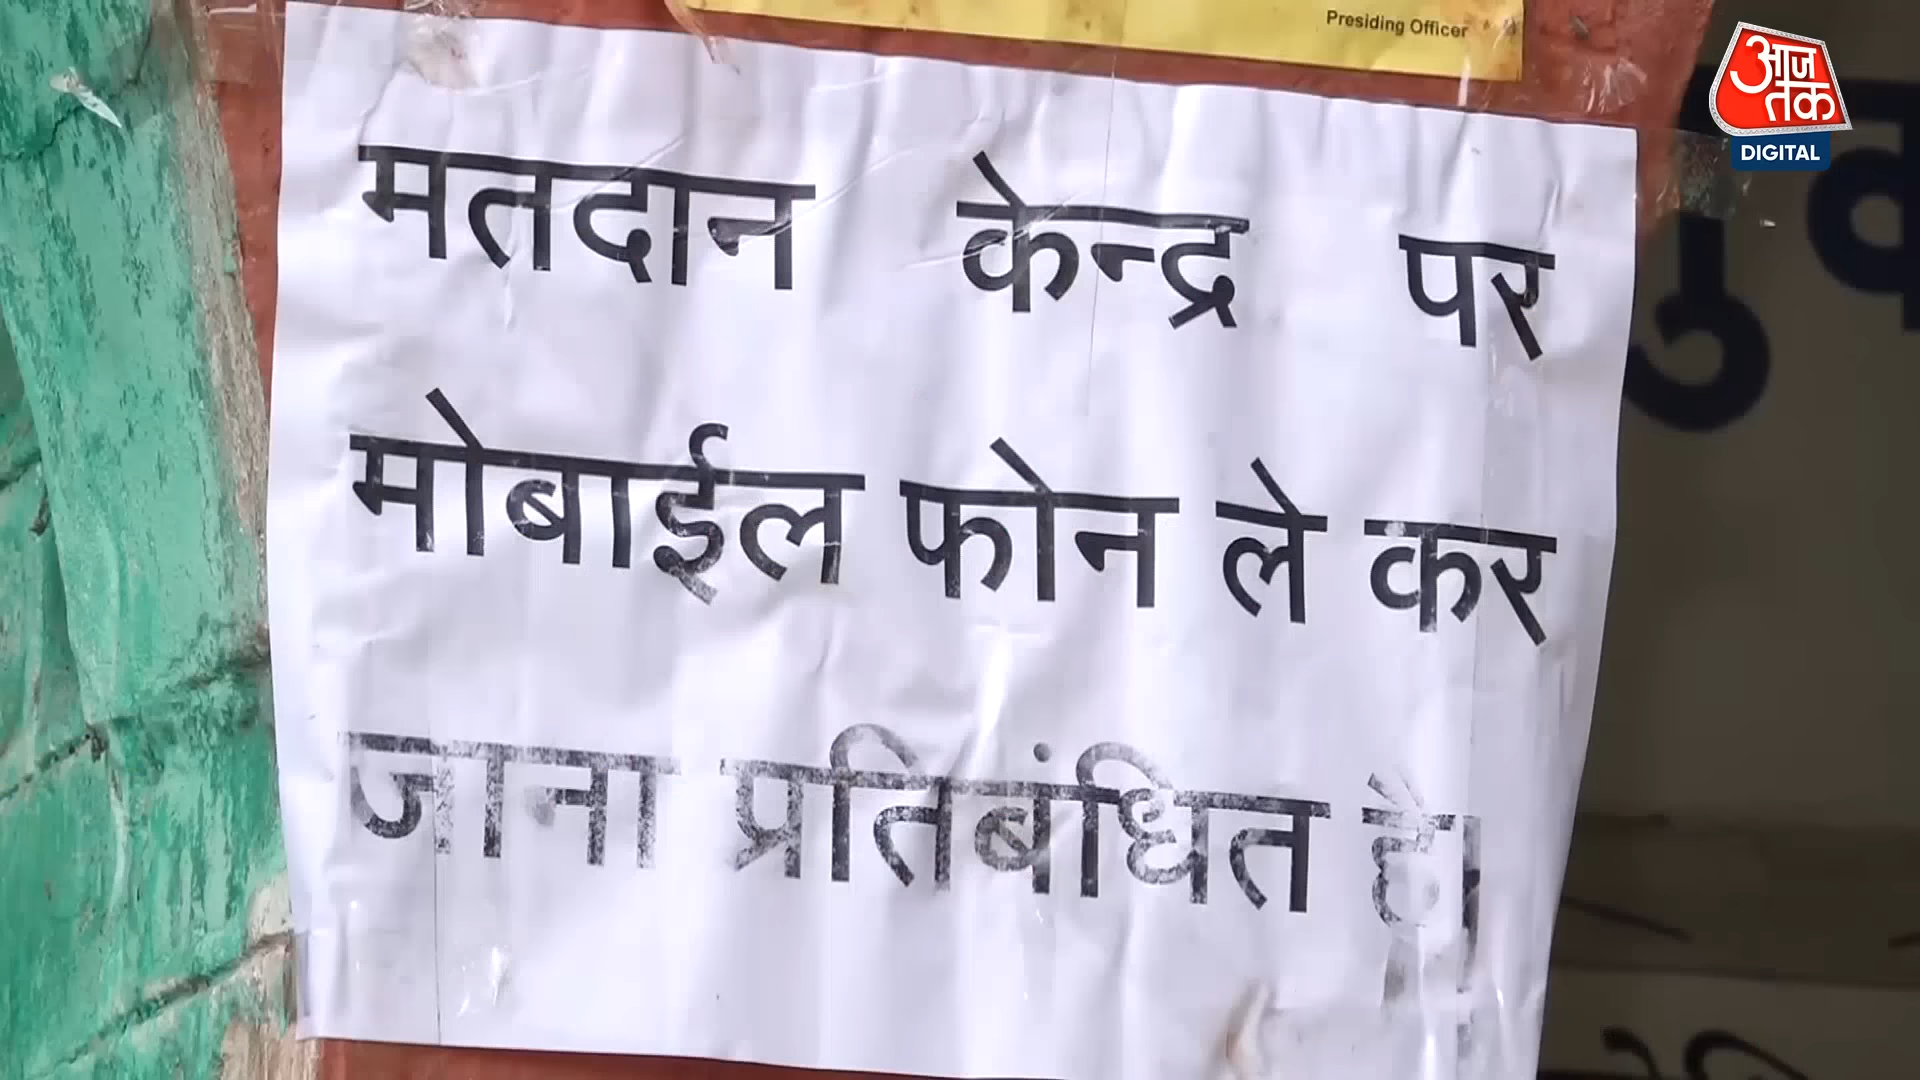 Presiding Officer
आज
तक
DIGITAL
मतदान केन्द्र पर
मोबाईल फोन ले कर
जाना प्रतिबंधित है।